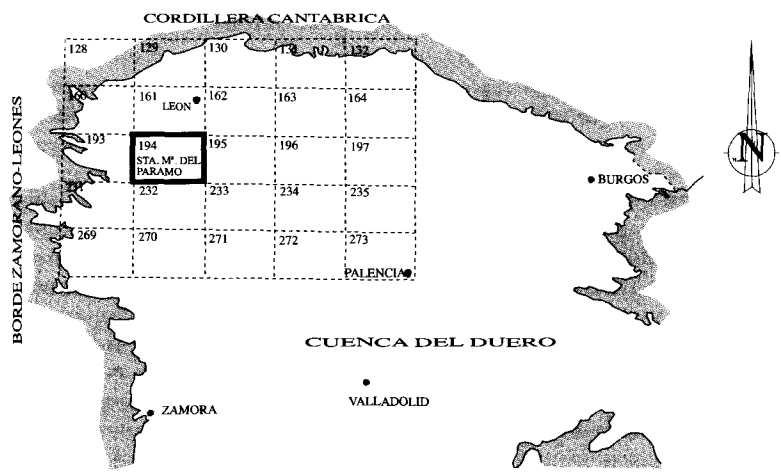 CORDILLERA CANTABRICA
128 129 130 131 132
160 161 162 163 164
LEON
193 194 195 196 197
STA. Mª. DEL
PARAMO
BURGOS
N
231 232 233 234 235
269 270 271 272 273
PALENCIA
BORDE ZAMORANO-LEONES
CUENCA DEL DUERO
VALLADOLID
ZAMORA